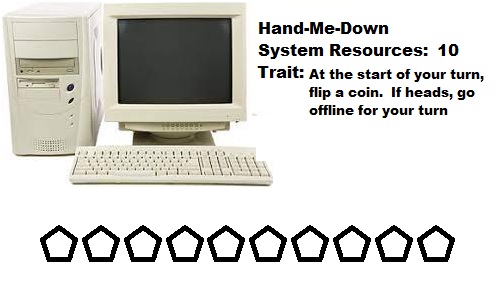 Hand-Me-Down
System Resources: 10
Trait: At the start of your turn,
flip a coin. If heads, go
offline for your turn